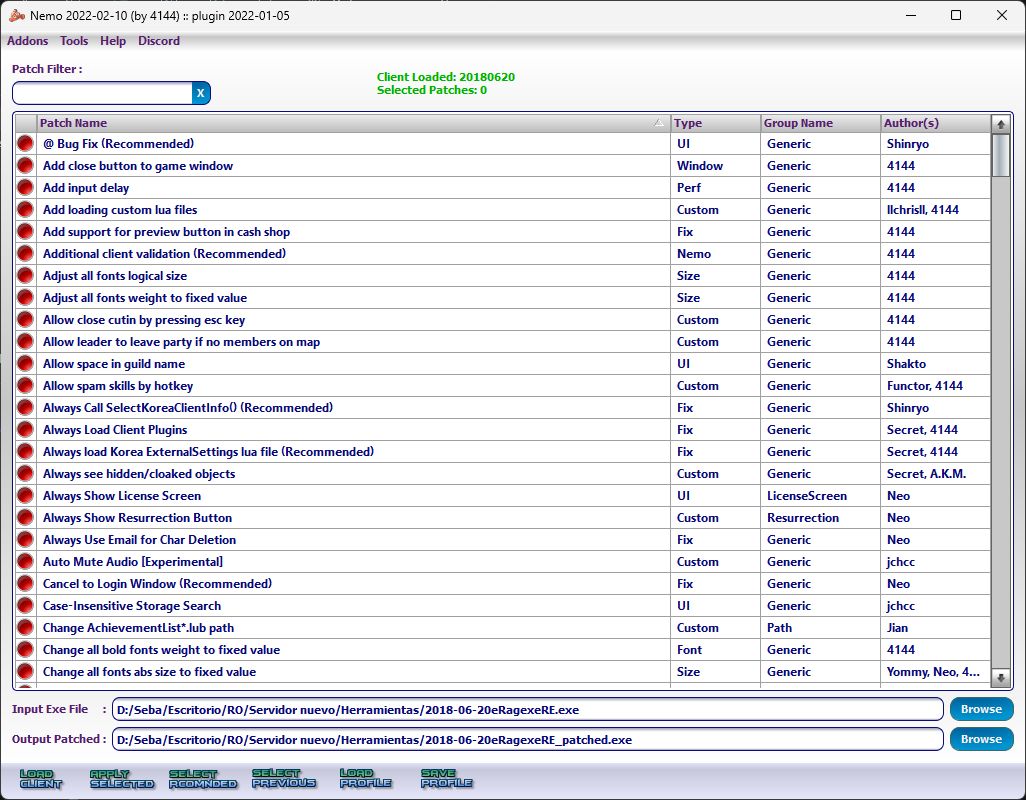 Nemo 2022-02-10 (by 4144) :: plugin 2022-01-05
Addons Tools Help Discord
Patch Filter :
X
Client Loaded: 20180620
Selected Patches: 0
Patch Name Type Group Name Author(s)
@ Bug Fix (Recommended) UI Generic Shinryo
Add close button to game window Window Generic 4144
Add input delay Perf Generic 4144
Add loading custom lua files Custom Generic llchrisll, 4144
Add support for preview button in cash shop Fix Generic 4144
Additional client validation (Recommended) Nemo Generic 4144
Adjust all fonts logical size Size Generic 4144
Adjust all fonts weight to fixed value Size Generic 4144
Allow close cutin by pressing esc key Custom Generic 4144
Allow leader to leave party if no members on map Custom Generic 4144
Allow space in guild name UI Generic Shakto
Allow spam skills by hotkey Custom Generic Functor, 4144
Always Call SelectKoreaClientInfo() (Recommended) Fix Generic Shinryo
Always Load Client Plugins Fix Generic Secret, 4144
Always load Korea ExternalSettings lua file (Recommended) Fix Generic Secret, 4144
Always see hidden/cloaked objects Custom Generic Secret, A.K.M.
Always Show License Screen UI LicenseScreen Neo
Always Show Resurrection Button Custom Resurrection Neo
Always Use Email for Char Deletion Fix Generic Neo
Auto Mute Audio [Experimental] Custom Generic jchcc
Cancel to Login Window (Recommended) Fix Generic Neo
Case-Insensitive Storage Search UI Generic jchcc
Change AchievementList*.lub path Custom Path Jian
Change all bold fonts weight to fixed value Font Generic 4144
Change all fonts abs size to fixed value Size Generic Yommy, Neo, 4...
Input Exe File : D:/Seba/Escritorio/RO/Servidor nuevo/Herramientas/2018-06-20eRagexeRE.exe Browse
Output Patched : D:/Seba/Escritorio/RO/Servidor nuevo/Herramientas/2018-06-20eRagexeRE_patched.exe Browse
LOAD CLIENT APPLY SELECTED SELECT RCOMNDED SELECT PREVIOUS LOAD PROFILE SAVE PROFILE